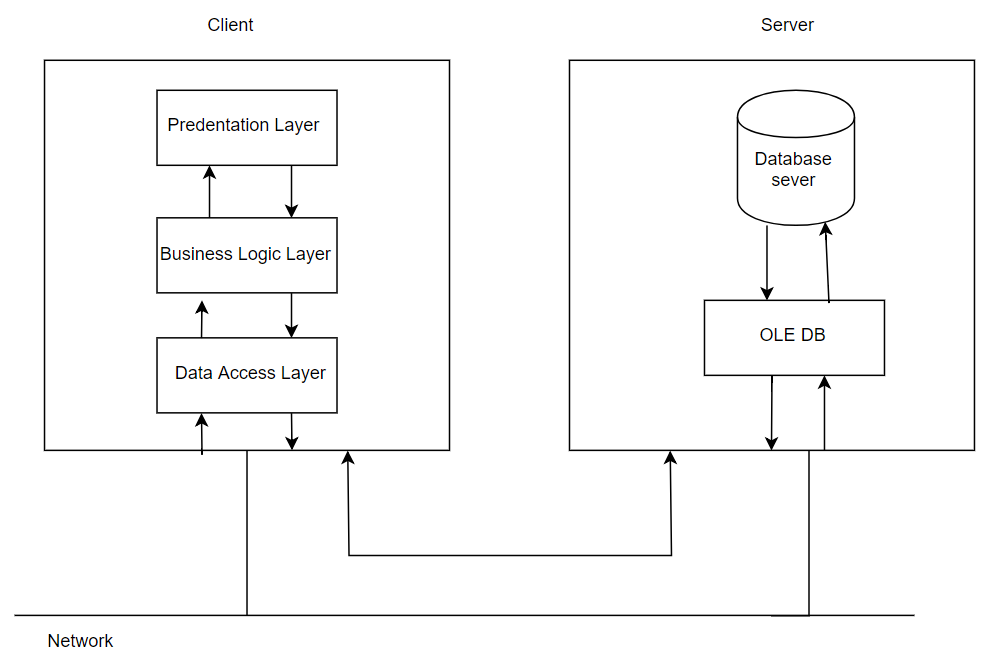 Client
Server
Predentation Layer
Business Logic Layer
Data Access Layer
Database
sever
OLE DB
Network